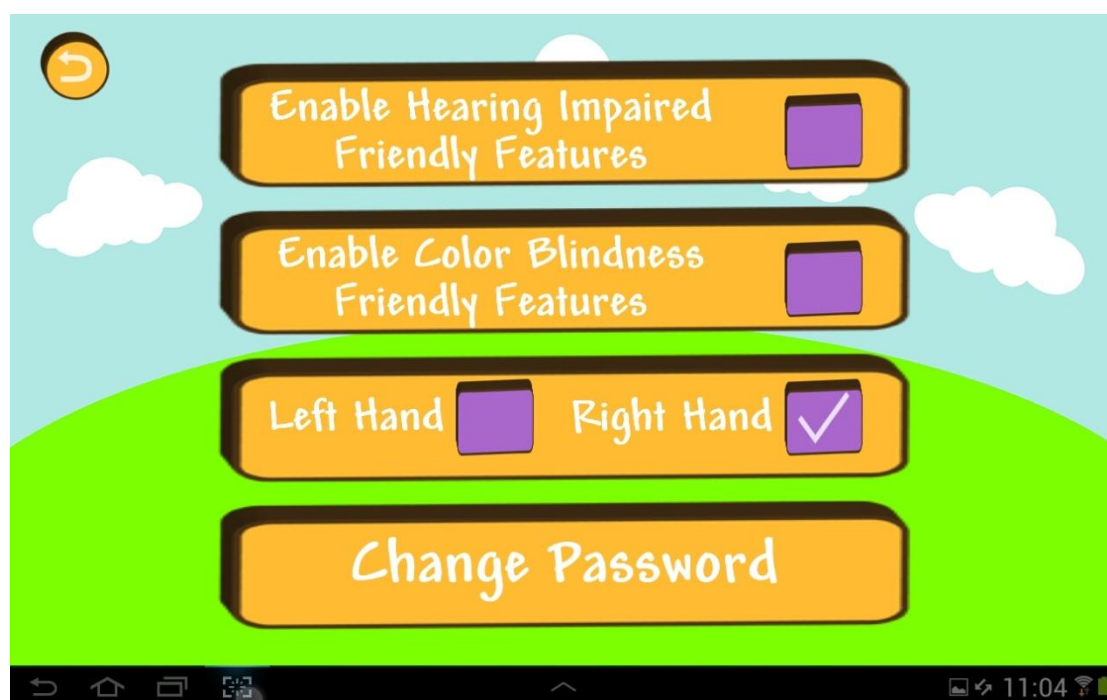 Enable Hearing Impaired
Friendly Features
Enable Color Blindness
Friendly Features
Left Hand Right Hand
Change Password
11:04